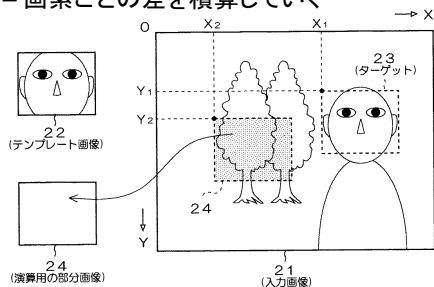 画素ごとの差を積算していく
O
X2
X1
X
Y1
Y2
Y
22
(テンプレート画像)
23
(ターゲット)
24
24
(演算用の部分画像)
21
(入力画像)